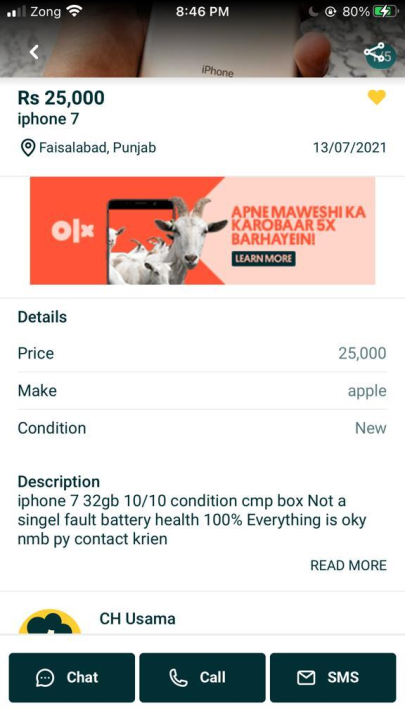 Zong 8:46 PM 80%
iPhone
Rs 25,000
iphone 7
Faisalabad, Punjab 13/07/2021
olx
APNE MAWESHI KA
KAROBAAR 5X
BARHAYEIN!
LEARN MORE
Details
Price 25,000
Make apple
Condition New
Description
iphone 7 32gb 10/10 condition cmp box Not a
singel fault battery health 100% Everything is oky
nmb py contact krien
READ MORE
CH Usama
Chat Call SMS